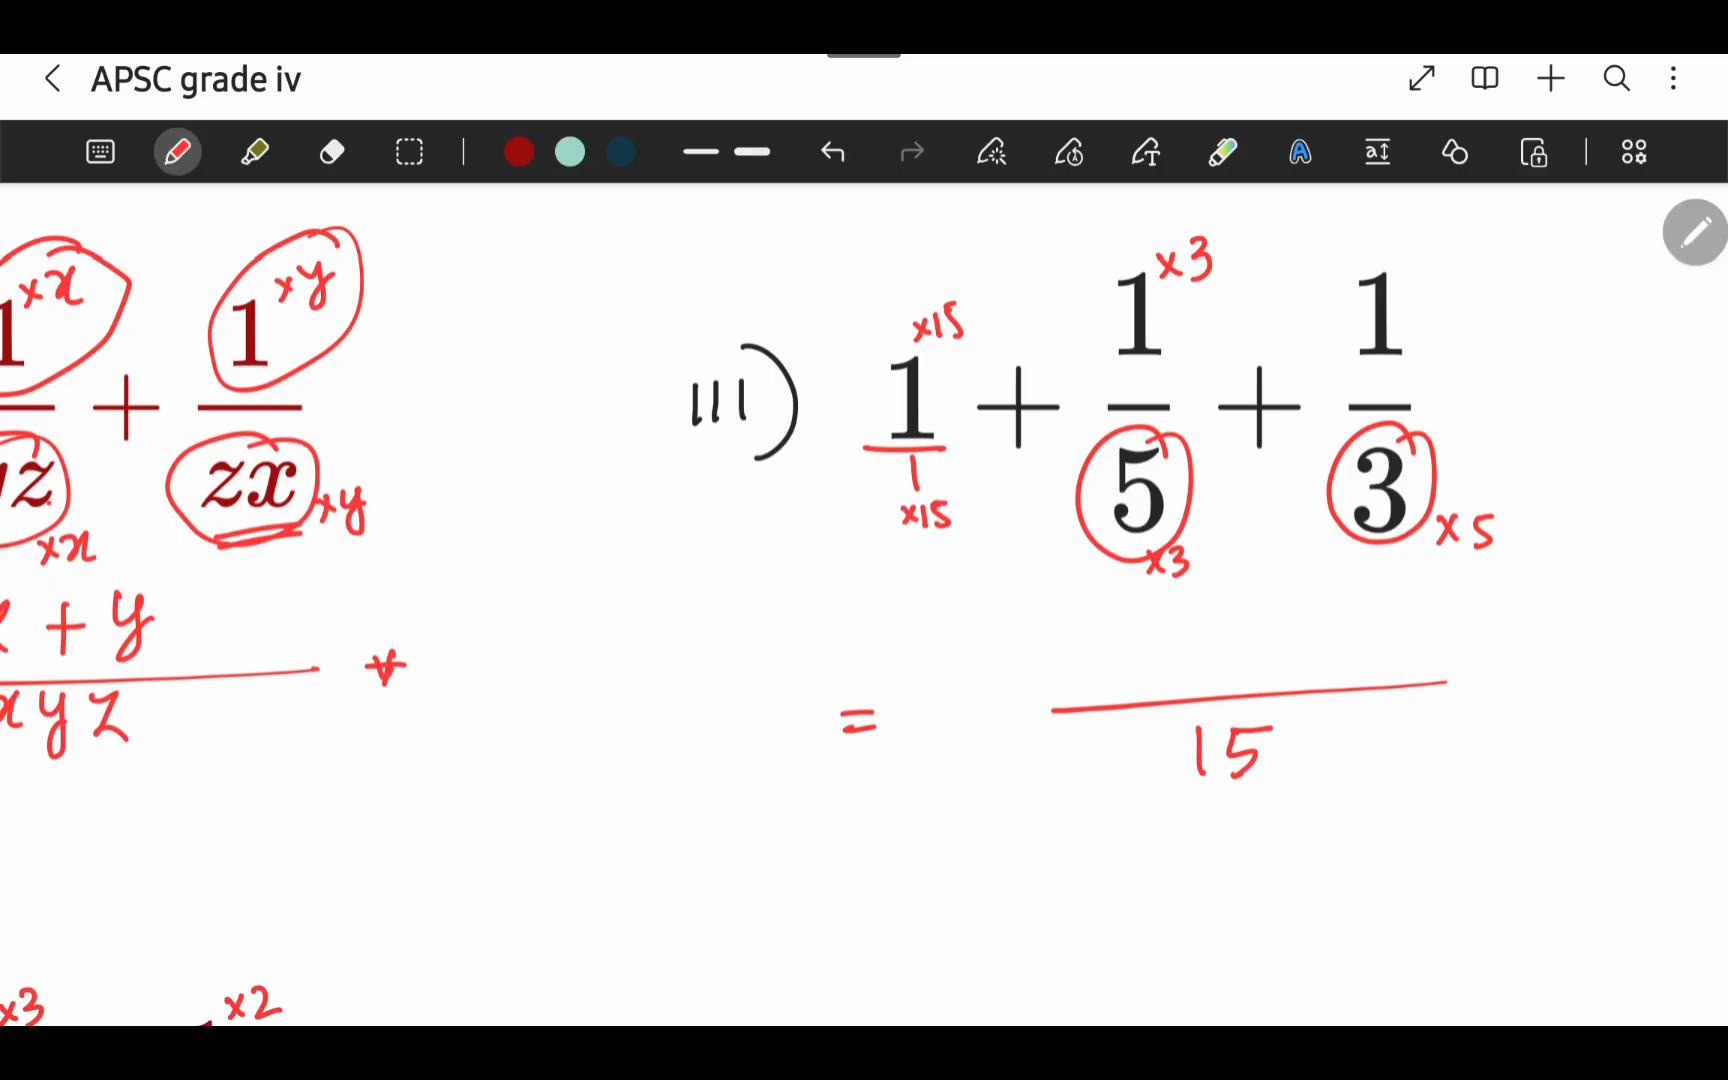 APSC grade iv
1 ×x + 1 ×y
yz ×x zx ×y
x + y
xyz
×3 ×2
III) 1 ×15 + 1 ×3 + 1
1 ×15 5 ×3 3 ×5
=
15